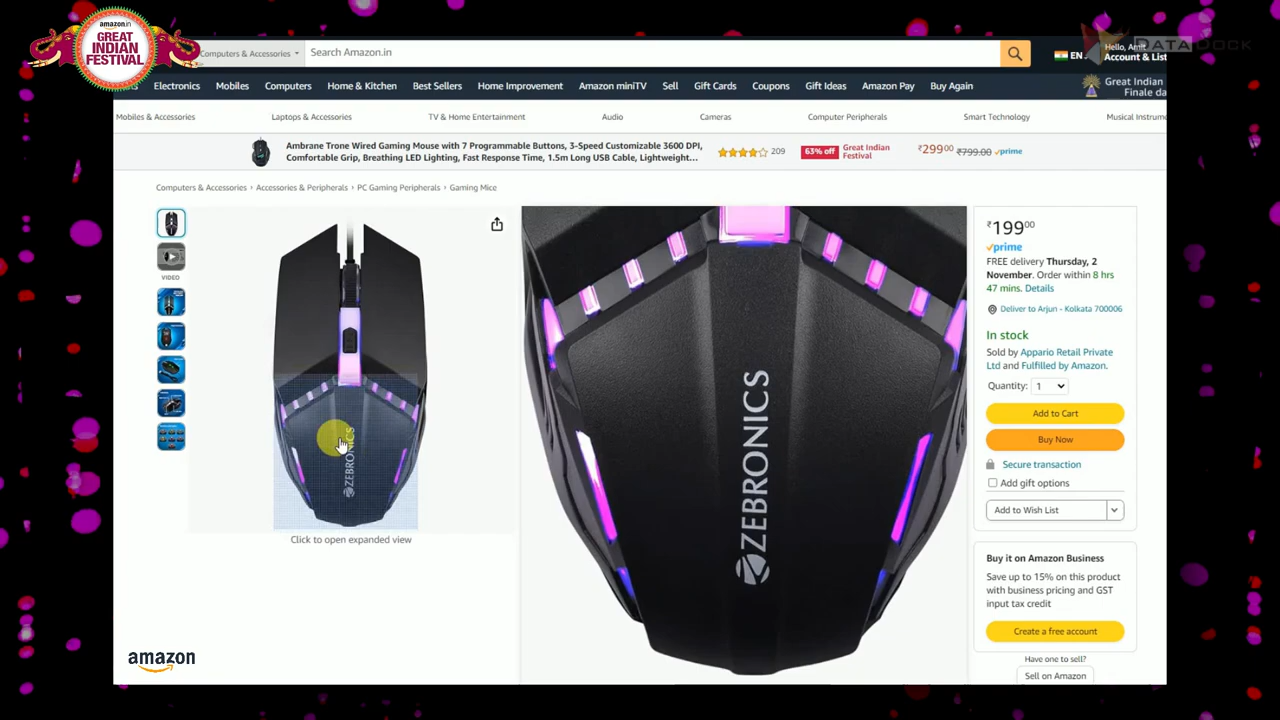 amazon.in
GREAT
INDIAN
FESTIVAL
Computers & Accessories
Search Amazon.in
EN
Hello, Amit
Account & List
DATA DOCK
Electronics
Mobiles
Computers
Home & Kitchen
Best Sellers
Home Improvement
Amazon miniTV
Sell
Gift Cards
Coupons
Gift Ideas
Amazon Pay
Buy Again
Great Indian
Finale da
Mobiles & Accessories
Laptops & Accessories
TV & Home Entertainment
Audio
Cameras
Computer Peripherals
Smart Technology
Musical Instrume
Ambrane Trone Wired Gaming Mouse with 7 Programmable Buttons, 3-Speed Customizable 3600 DPI,
Comfortable Grip, Breathing LED Lighting, Fast Response Time, 1.5m Long USB Cable, Lightweight...
209
63% off
Great Indian
Festival
₹29900 ₹799.00 prime
Computers & Accessories › Accessories & Peripherals › PC Gaming Peripherals › Gaming Mice
VIDEO
ZEBRONICS
Click to open expanded view
ZEBRONICS
₹19900
prime
FREE delivery Thursday, 2
November. Order within 8 hrs
47 mins. Details
Deliver to Arjun - Kolkata 700006
In stock
Sold by Appario Retail Private
Ltd and Fulfilled by Amazon.
Quantity: 1
Add to Cart
Buy Now
Secure transaction
Add gift options
Add to Wish List
Buy it on Amazon Business
Save up to 15% on this product
with business pricing and GST
input tax credit
Create a free account
Have one to sell?
Sell on Amazon
amazon